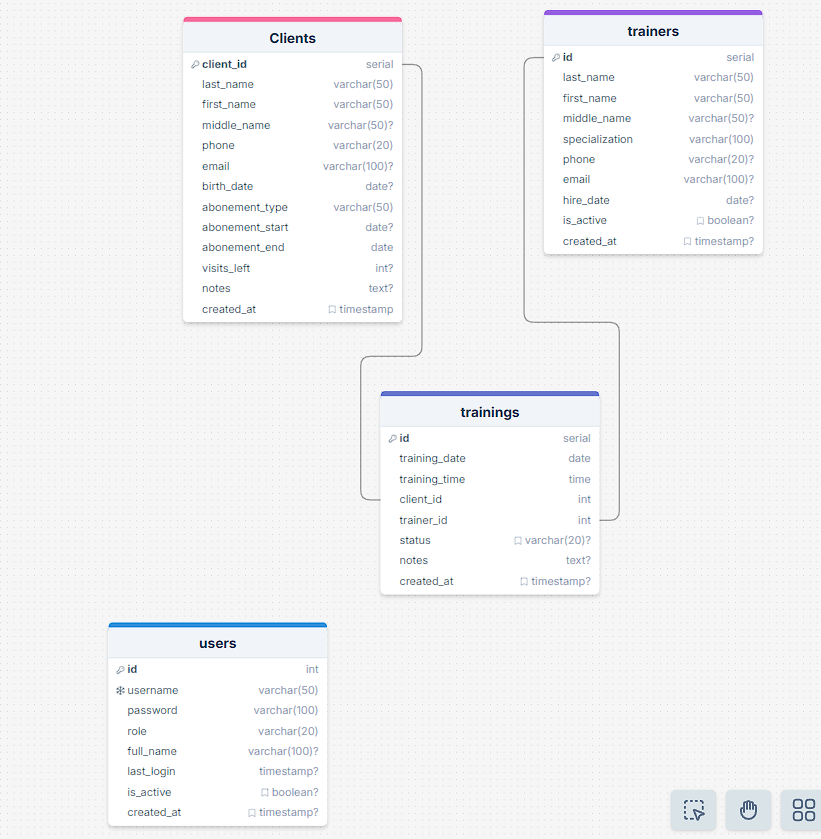 Clients
client_id serial
last_name varchar(50)
first_name varchar(50)
middle_name varchar(50)?
phone varchar(20)
email varchar(100)?
birth_date date?
abonement_type varchar(50)
abonement_start date?
abonement_end date
visits_left int?
notes text?
created_at timestamp
trainers
id serial
last_name varchar(50)
first_name varchar(50)
middle_name varchar(50)?
specialization varchar(100)
phone varchar(20)?
email varchar(100)?
hire_date date?
is_active boolean?
created_at timestamp?
trainings
id serial
training_date date
training_time time
client_id int
trainer_id int
status varchar(20)?
notes text?
created_at timestamp?
users
id int
username varchar(50)
password varchar(100)
role varchar(20)
full_name varchar(100)?
last_login timestamp?
is_active boolean?
created_at timestamp?